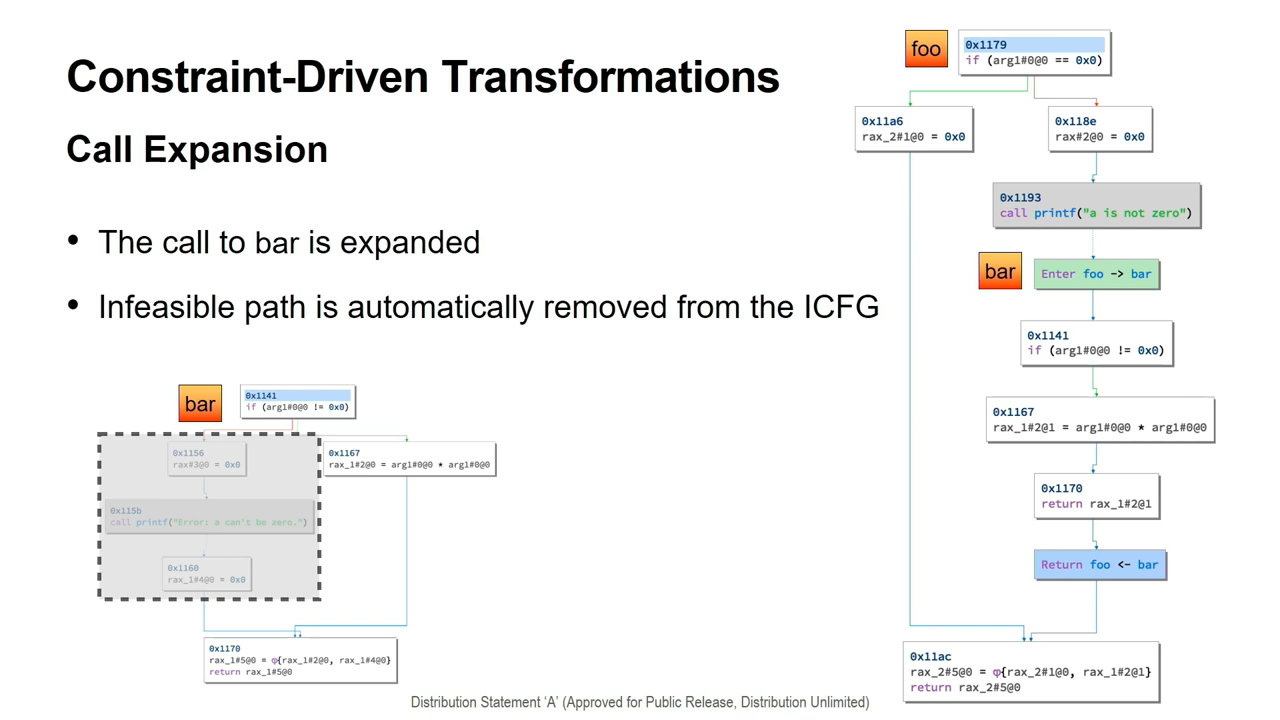 Constraint-Driven Transformations
Call Expansion
• The call to bar is expanded
• Infeasible path is automatically removed from the ICFG
bar
0x1141
if (arg1#0@0 != 0x0)
0x1156
rax#3@0 = 0x0
0x1167
rax_1#2@0 = arg1#0@0 * arg1#0@0
0x115b
call printf("Error: a can't be zero.")
0x1160
rax_1#4@0 = 0x0
0x1170
rax_1#5@0 = φ{rax_1#2@0, rax_1#4@0}
return rax_1#5@0
foo
0x1179
if (arg1#0@0 == 0x0)
0x11a6
rax_2#1@0 = 0x0
0x118e
rax#2@0 = 0x0
0x1193
call printf("a is not zero")
bar
Enter foo -> bar
0x1141
if (arg1#0@0 != 0x0)
0x1167
rax_1#2@1 = arg1#0@0 * arg1#0@0
0x1170
return rax_1#2@1
Return foo <- bar
0x11ac
rax_2#5@0 = φ{rax_2#1@0, rax_1#2@1}
return rax_2#5@0
Distribution Statement ‘A’ (Approved for Public Release, Distribution Unlimited)